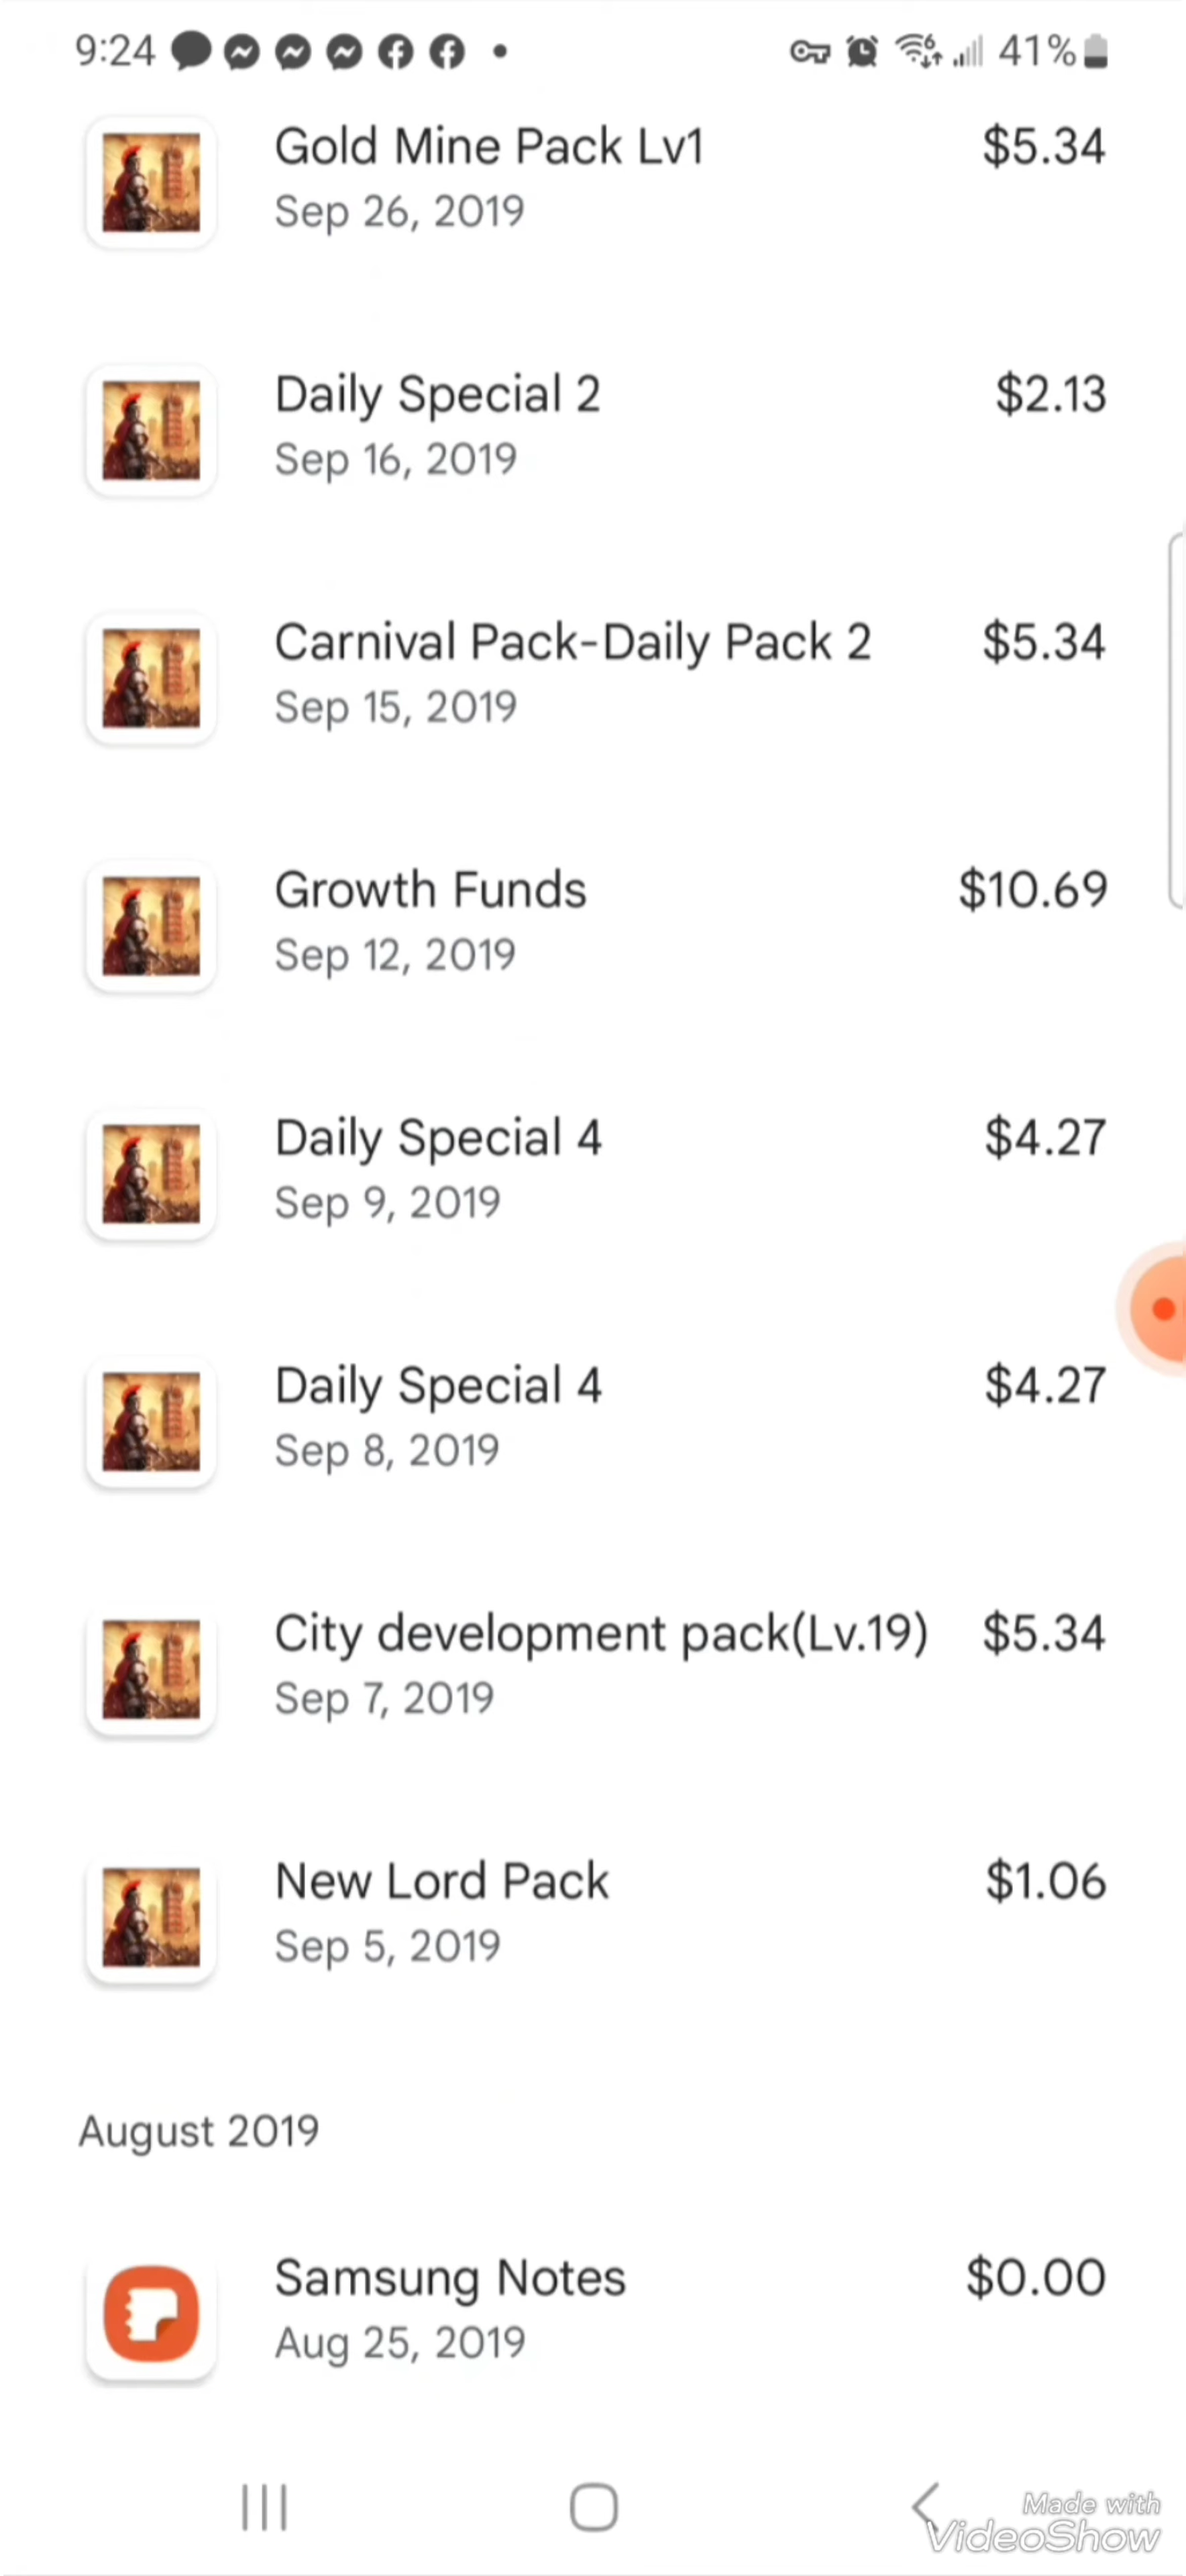 9:24
41%
Gold Mine Pack Lv1 $5.34
Sep 26, 2019
Daily Special 2 $2.13
Sep 16, 2019
Carnival Pack-Daily Pack 2 $5.34
Sep 15, 2019
Growth Funds $10.69
Sep 12, 2019
Daily Special 4 $4.27
Sep 9, 2019
Daily Special 4 $4.27
Sep 8, 2019
City development pack(Lv.19) $5.34
Sep 7, 2019
New Lord Pack $1.06
Sep 5, 2019
August 2019
Samsung Notes $0.00
Aug 25, 2019
Made with
VideoShow